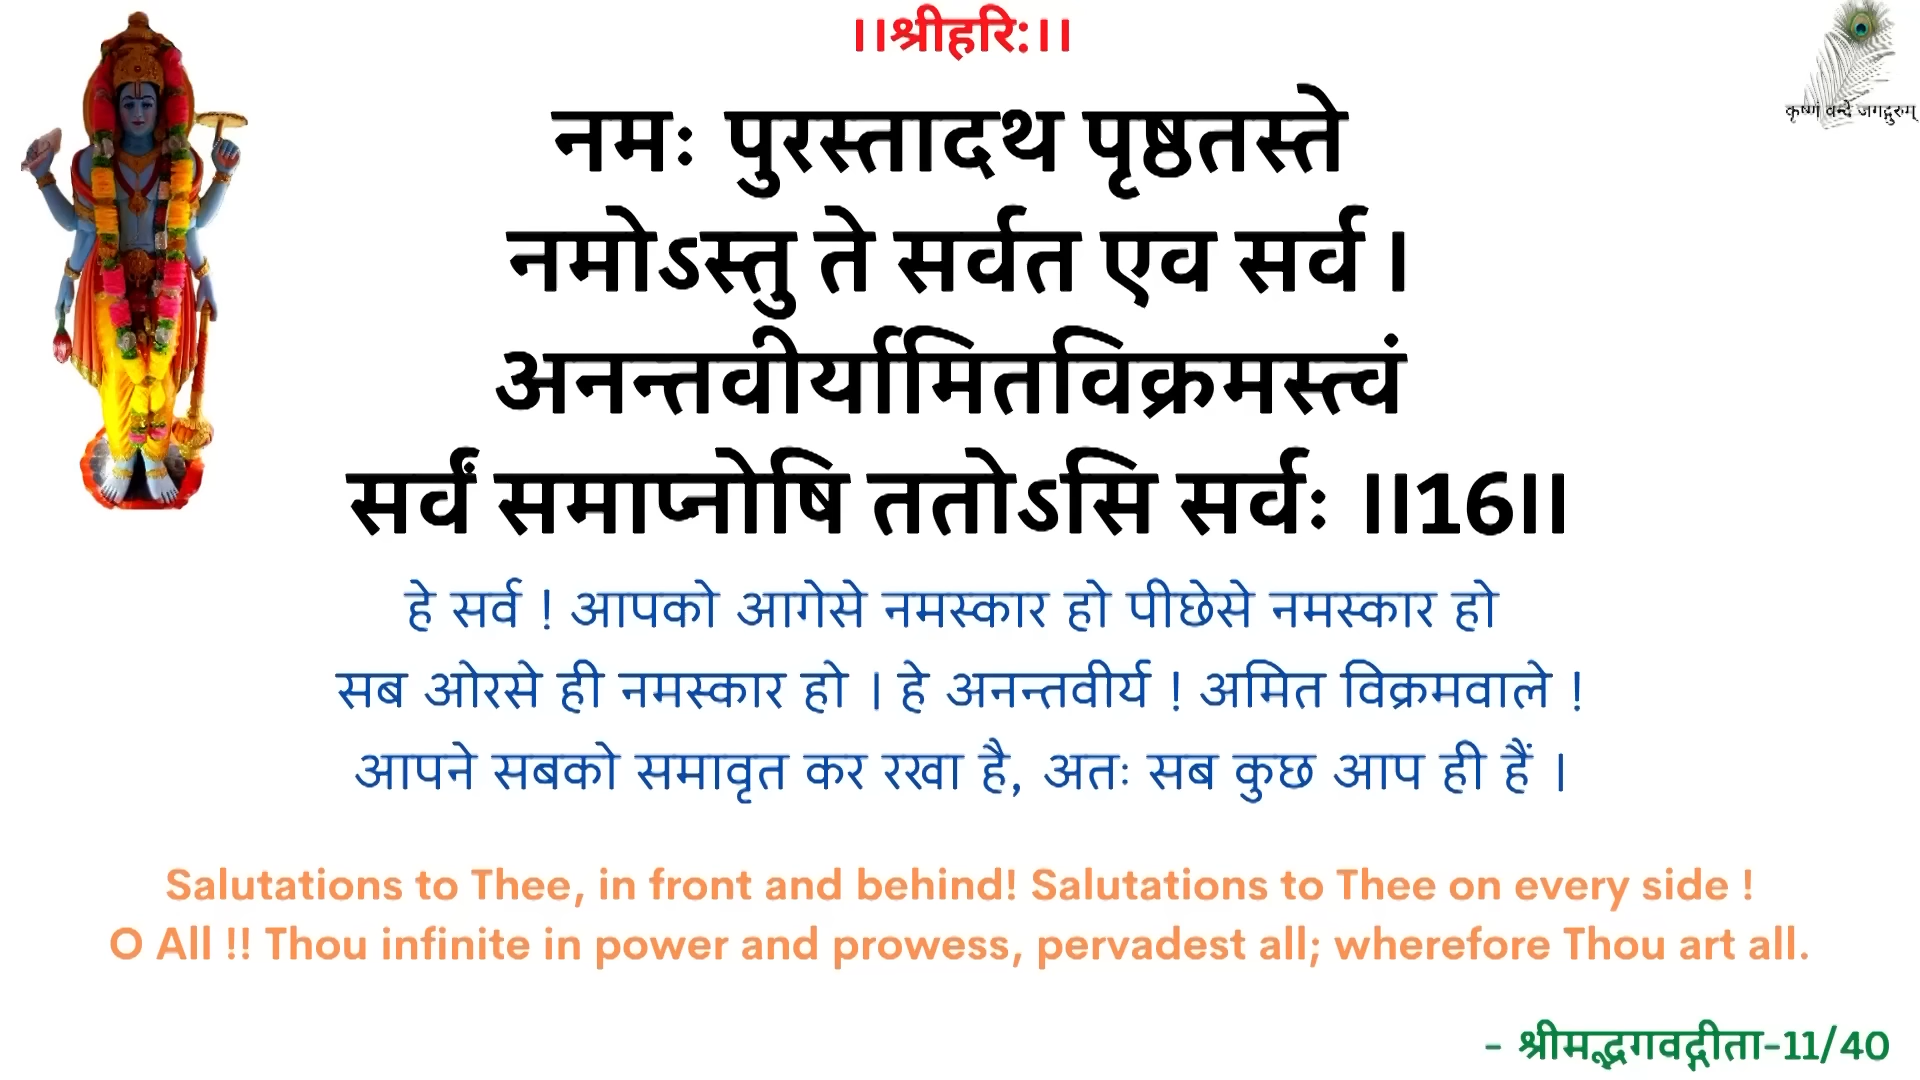 ।।श्रीहरि:।।
कृष्णं वन्दे जगद्गुरुम्
नमः पुरस्तादथ पृष्ठतस्ते
नमोऽस्तु ते सर्वत एव सर्व ।
अनन्तवीर्यामितविक्रमस्त्वं
सर्वं समाप्नोषि ततोऽसि सर्वः ।।16।।
हे सर्व ! आपको आगेसे नमस्कार हो पीछेसे नमस्कार हो
सब ओरसे ही नमस्कार हो । हे अनन्तवीर्य ! अमित विक्रमवाले !
आपने सबको समावृत कर रखा है, अतः सब कुछ आप ही हैं ।
Salutations to Thee, in front and behind! Salutations to Thee on every side !
O All !! Thou infinite in power and prowess, pervadest all; wherefore Thou art all.
- श्रीमद्भगवद्गीता-11/40